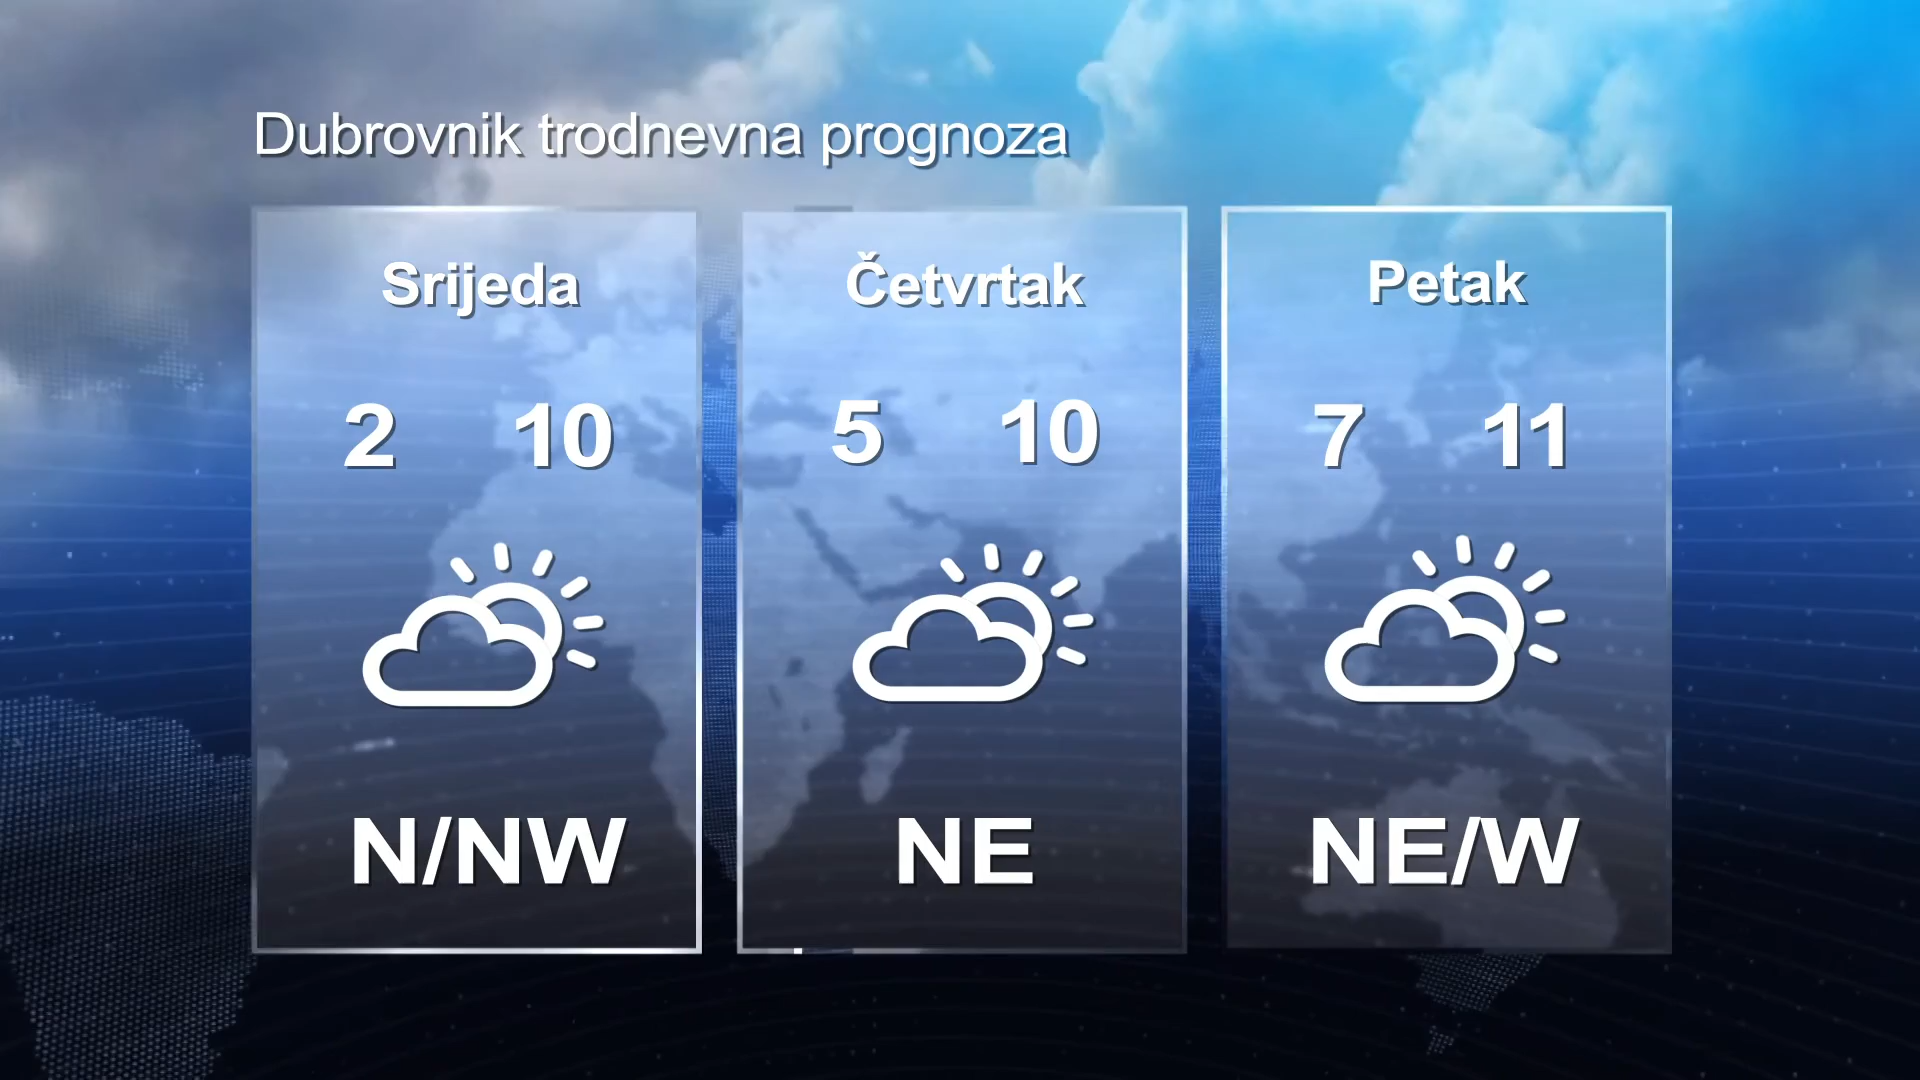 Dubrovnik trodnevna prognoza
Srijeda
2 10
N/NW
Četvrtak
5 10
NE
Petak
7 11
NE/W